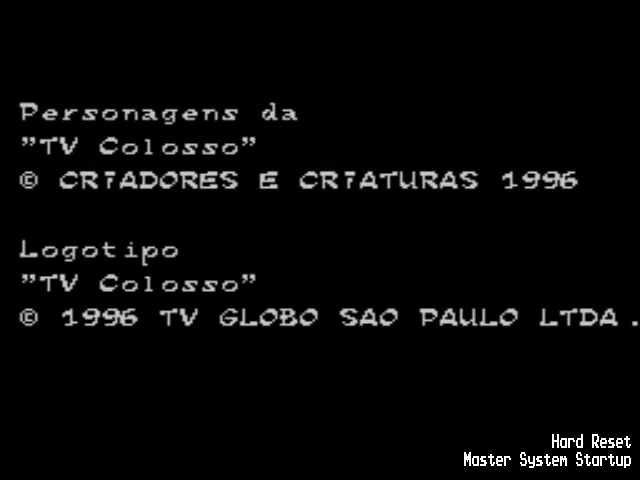 Personagens da
"TV Colosso"
© CRiADORES E CRiATURAS 1996
Logotipo
"TV Colosso"
© 1996 TV GLOBO SAO PAULO LTDA.
Hard Reset
Master System Startup